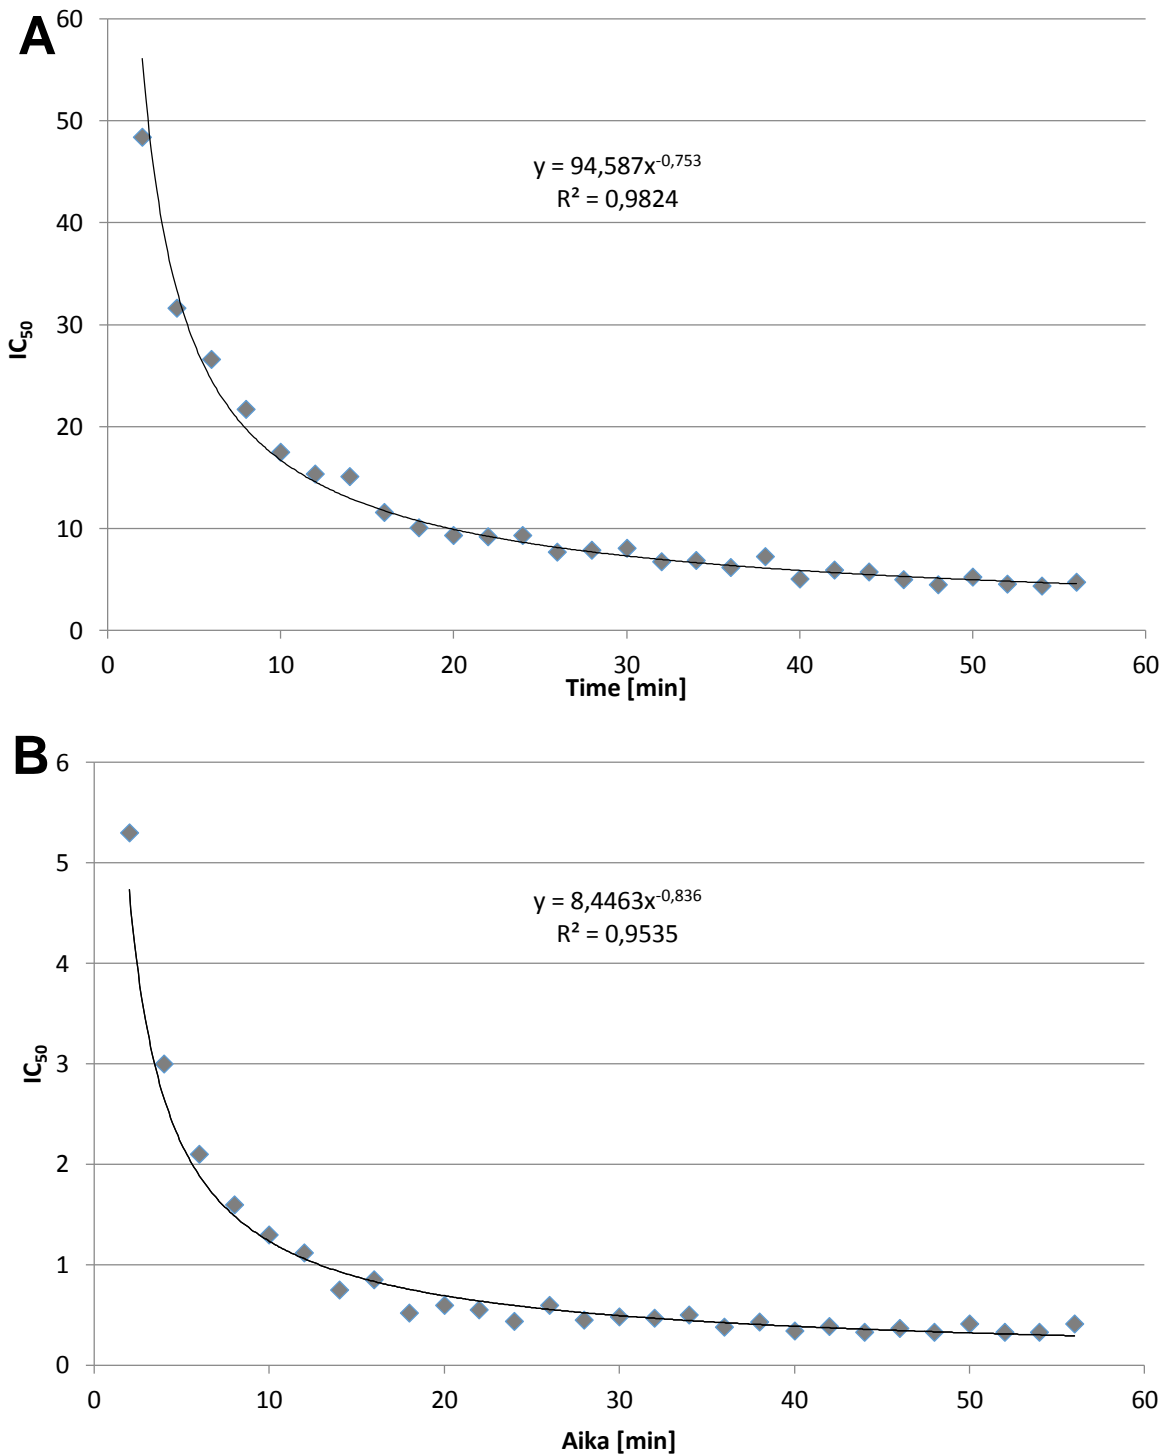 A
60
50
40
30
20
10
0
IC₅₀
y = 94,587x⁻⁰,⁷⁵³
R² = 0,9824
0 10 20 30 40 50 60
Time [min]
B
6
5
4
3
2
1
0
IC₅₀
y = 8,4463x⁻⁰,⁸³⁶
R² = 0,9535
0 10 20 30 40 50 60
Aika [min]